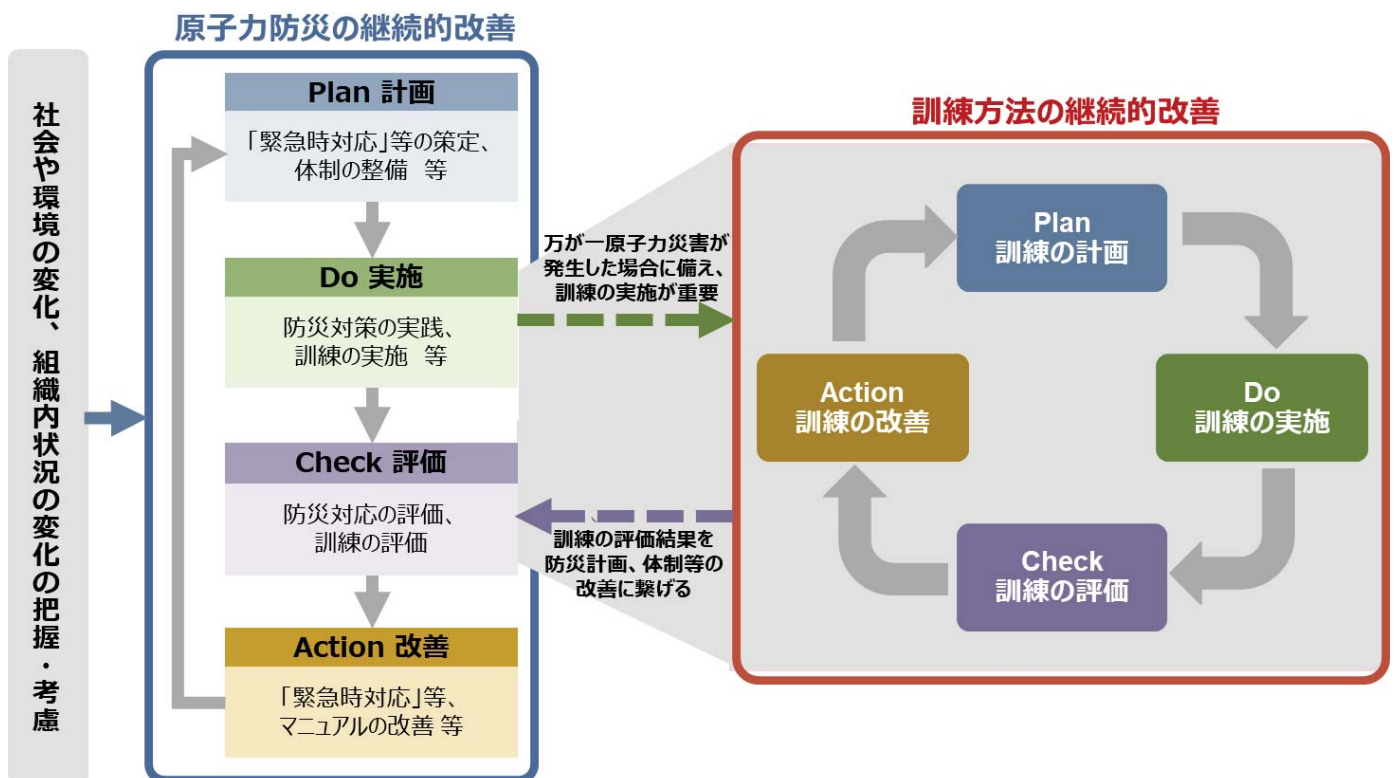 原子力防災の継続的改善
社会や環境の変化、組織内状況の変化の把握・考慮
Plan 計画
「緊急時対応」等の策定、
体制の整備 等
Do 実施
防災対策の実践、
訓練の実施 等
Check 評価
防災対応の評価、
訓練の評価
Action 改善
「緊急時対応」等、
マニュアルの改善 等
万が一原子力災害が
発生した場合に備え、
訓練の実施が重要
訓練の評価結果を
防災計画、体制等の
改善に繋げる
訓練方法の継続的改善
Plan
訓練の計画
Do
訓練の実施
Check
訓練の評価
Action
訓練の改善